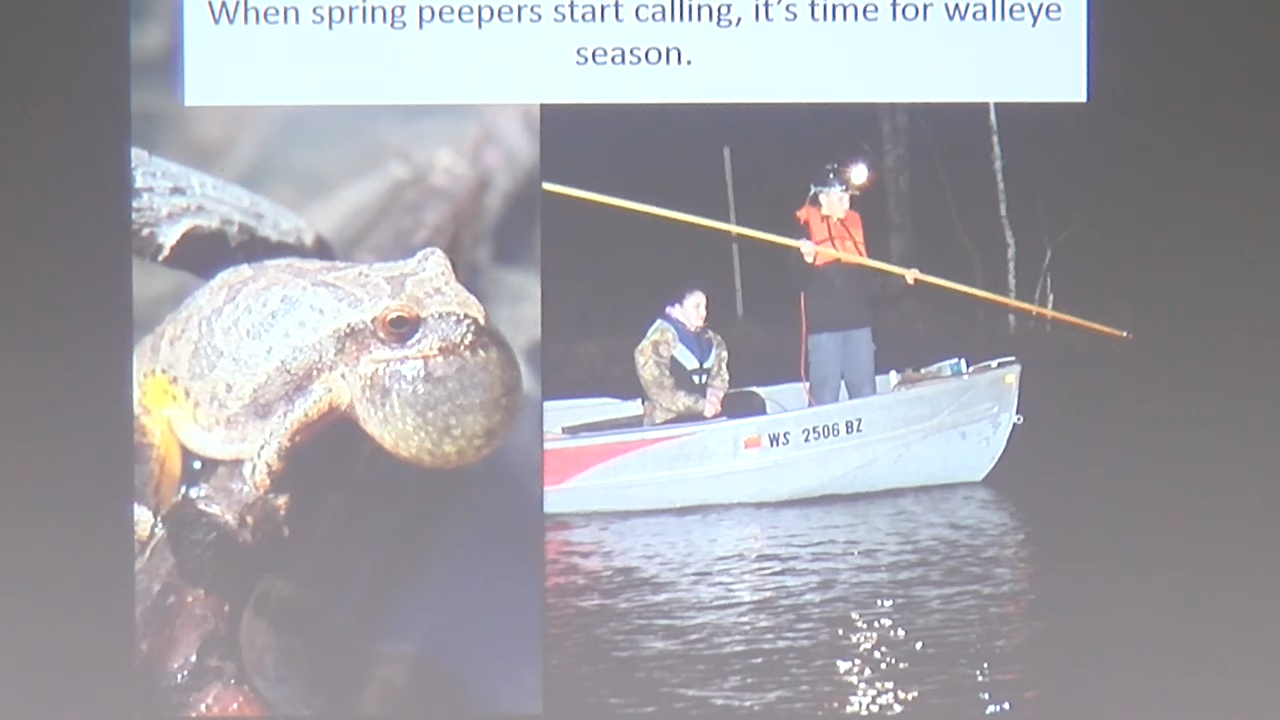 When spring peepers start calling, it's time for walleye
season.
WS 2506 BZ